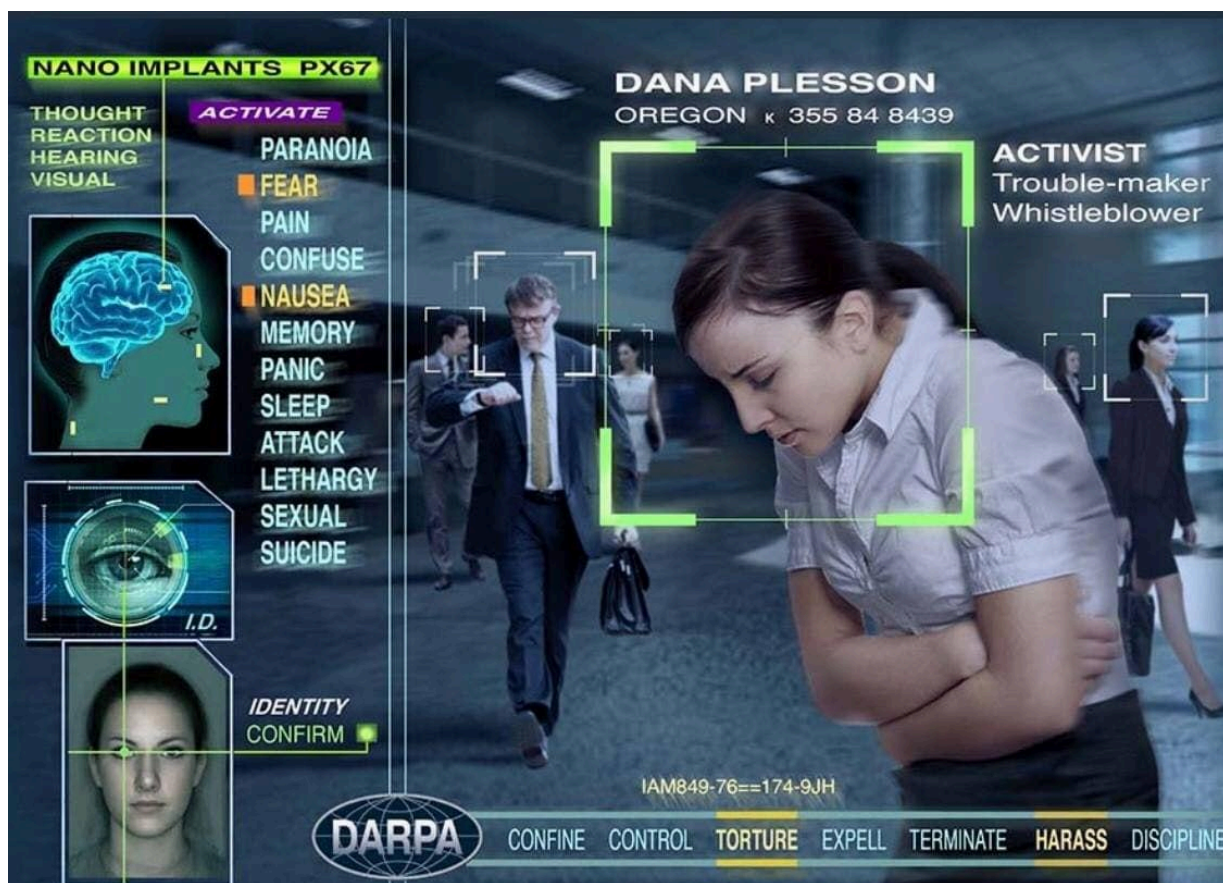 NANO IMPLANTS PX67
THOUGHT
REACTION
HEARING
VISUAL
ACTIVATE
PARANOIA
FEAR
PAIN
CONFUSE
NAUSEA
MEMORY
PANIC
SLEEP
ATTACK
LETHARGY
SEXUAL
SUICIDE
I.D.
IDENTITY
CONFIRM
DANA PLESSON
OREGON K 355 84 8439
ACTIVIST
Trouble-maker
Whistleblower
IAM849-76==174-9JH
DARPA CONFINE CONTROL TORTURE EXPELL TERMINATE HARASS DISCIPLINE